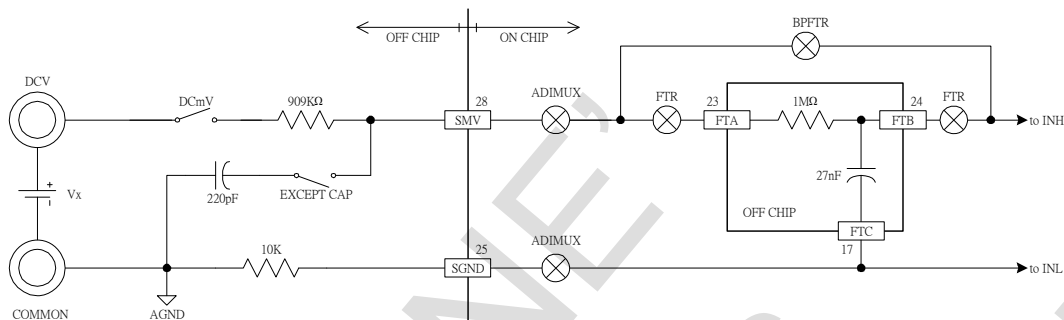 OFF CHIP ON CHIP
BPFTR
DCV
DCmV
909KΩ
28
SMV
ADIMUX
FTR
23
FTA
1MΩ
24
FTB
FTR
to INH
+
-
Vx
220pF
EXCEPT CAP
27nF
OFF CHIP
FTC
17
10K
25
SGND
ADIMUX
to INL
COMMON
AGND